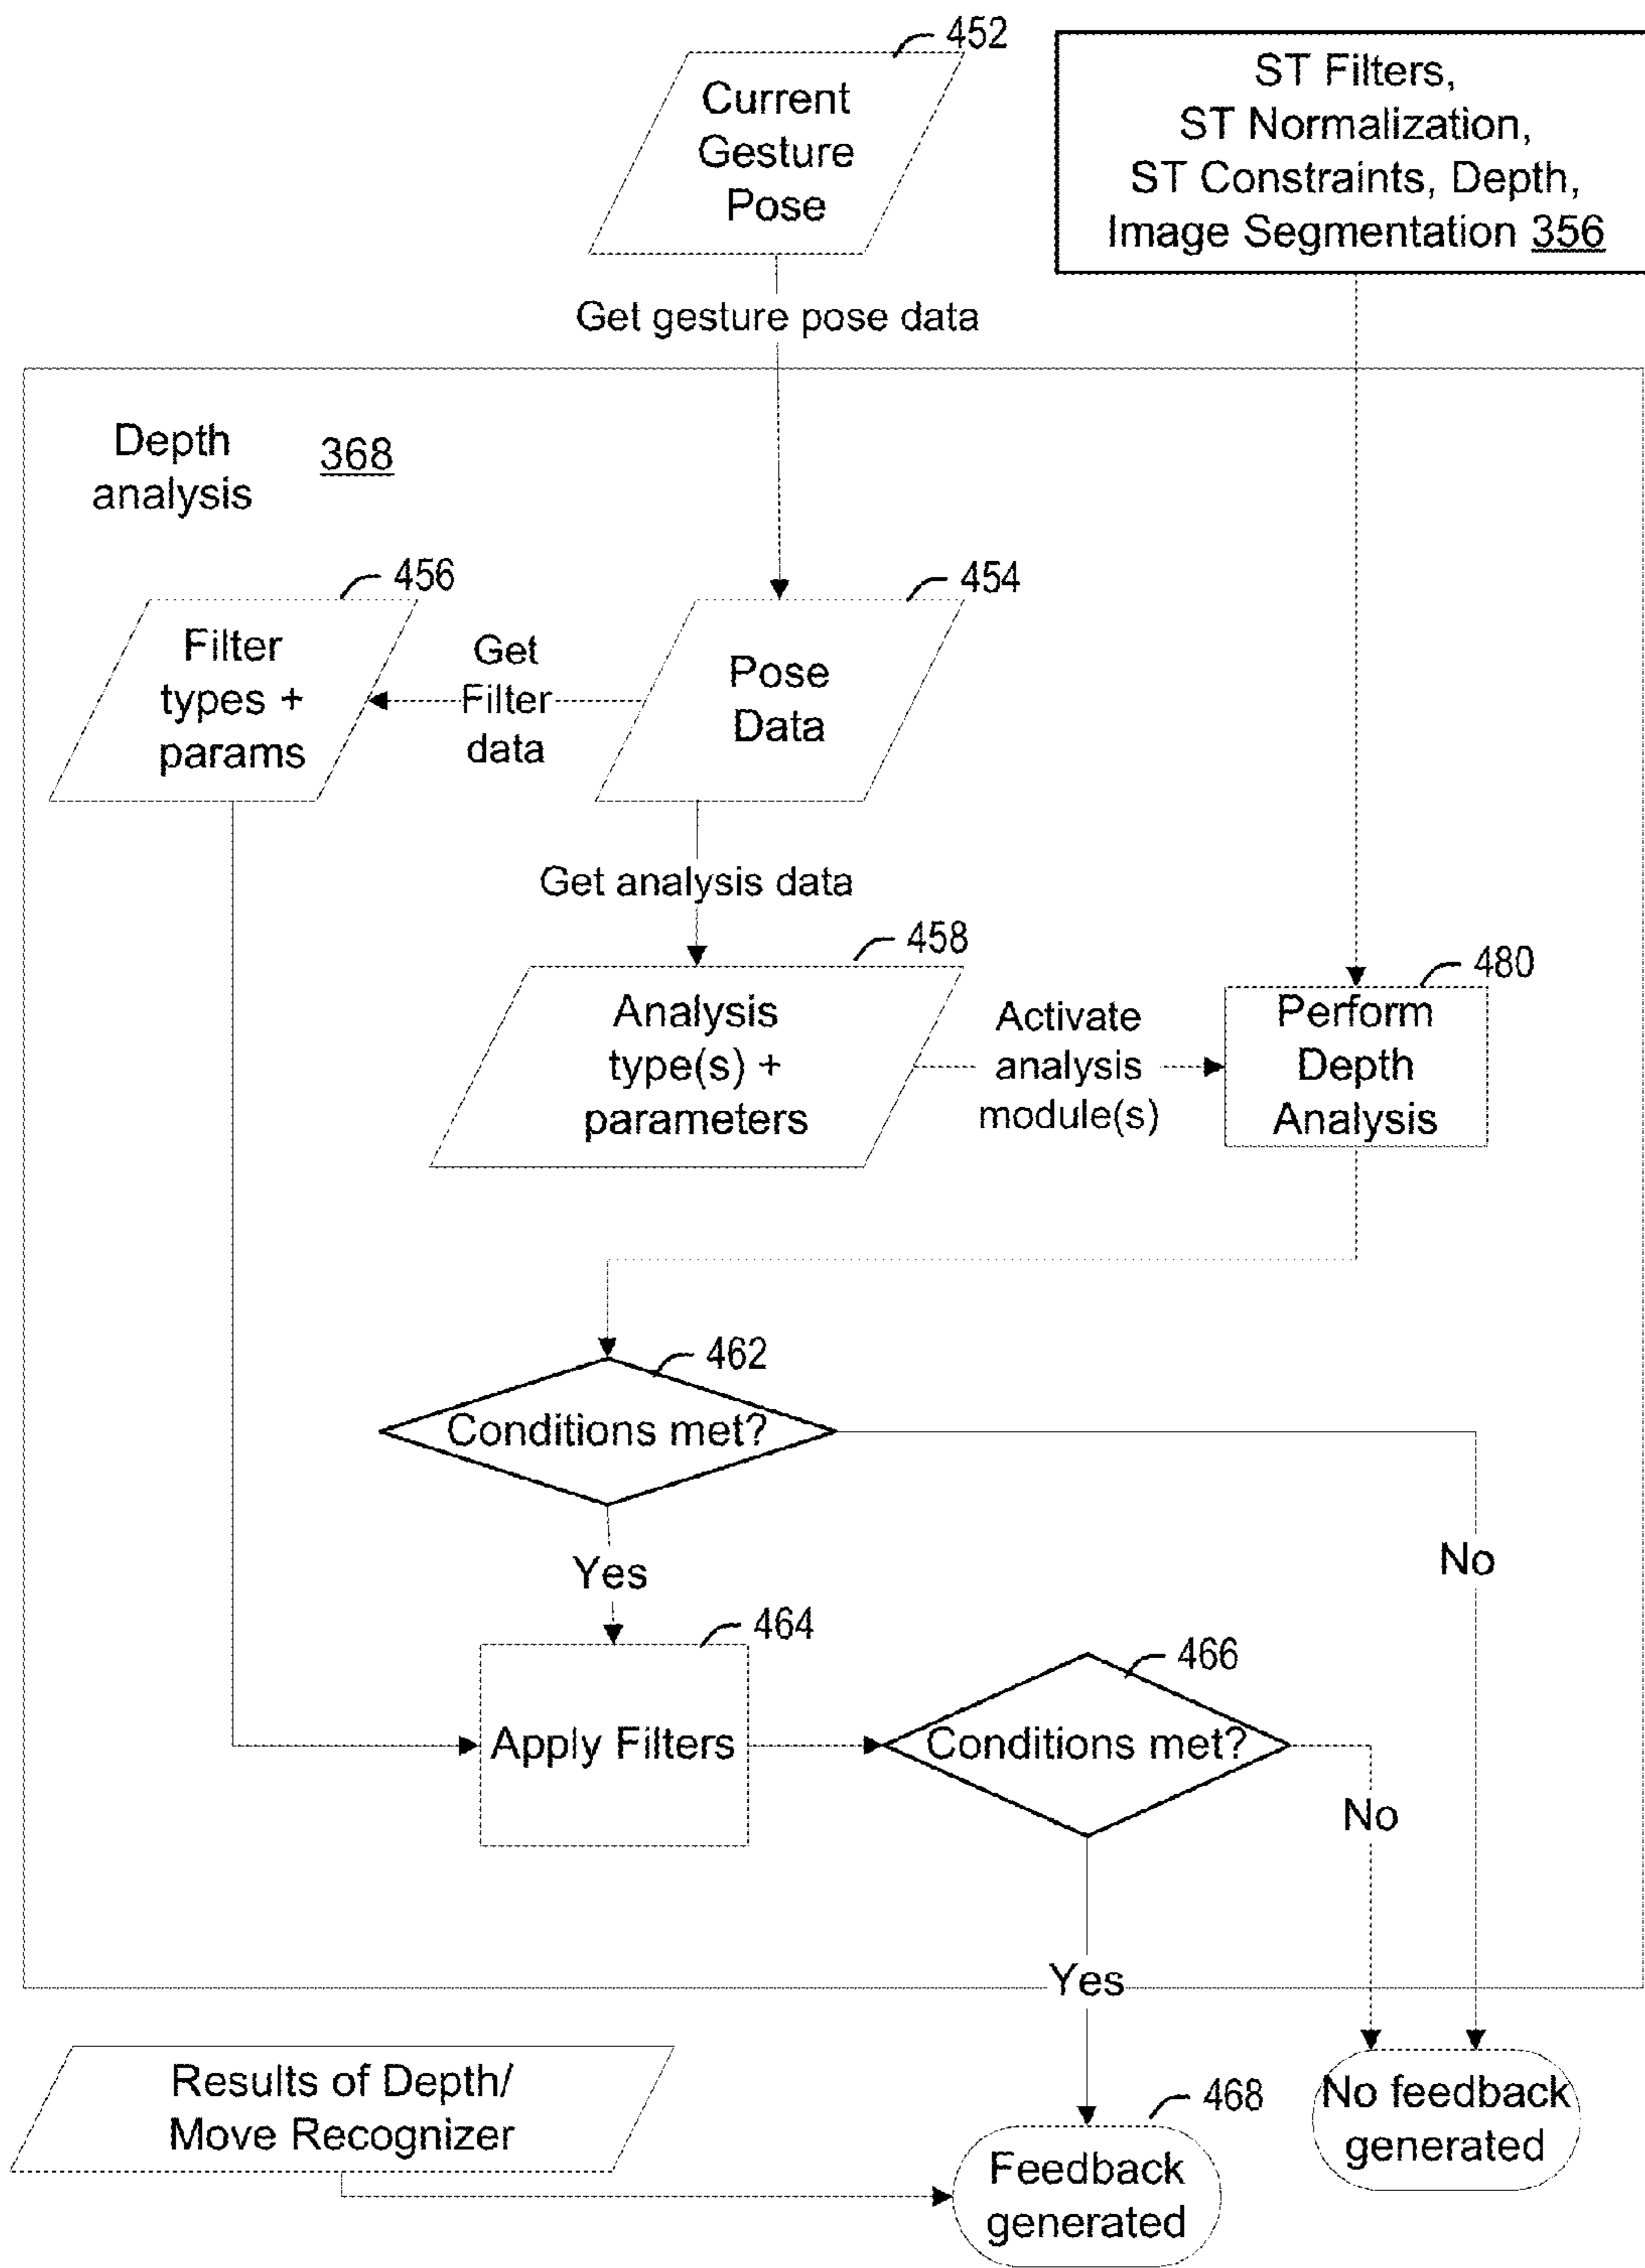 452
Current
Gesture
Pose
ST Filters,
ST Normalization,
ST Constraints, Depth,
Image Segmentation 356
Get gesture pose data
Depth
analysis
368
456
Filter
types +
params
Get
Filter
data
454
Pose
Data
Get analysis data
458
Analysis
type(s) +
parameters
Activate
analysis
module(s)
480
Perform
Depth
Analysis
462
Conditions met?
Yes
No
464
Apply Filters
466
Conditions met?
No
Yes
Results of Depth/
Move Recognizer
468
Feedback
generated
No feedback
generated